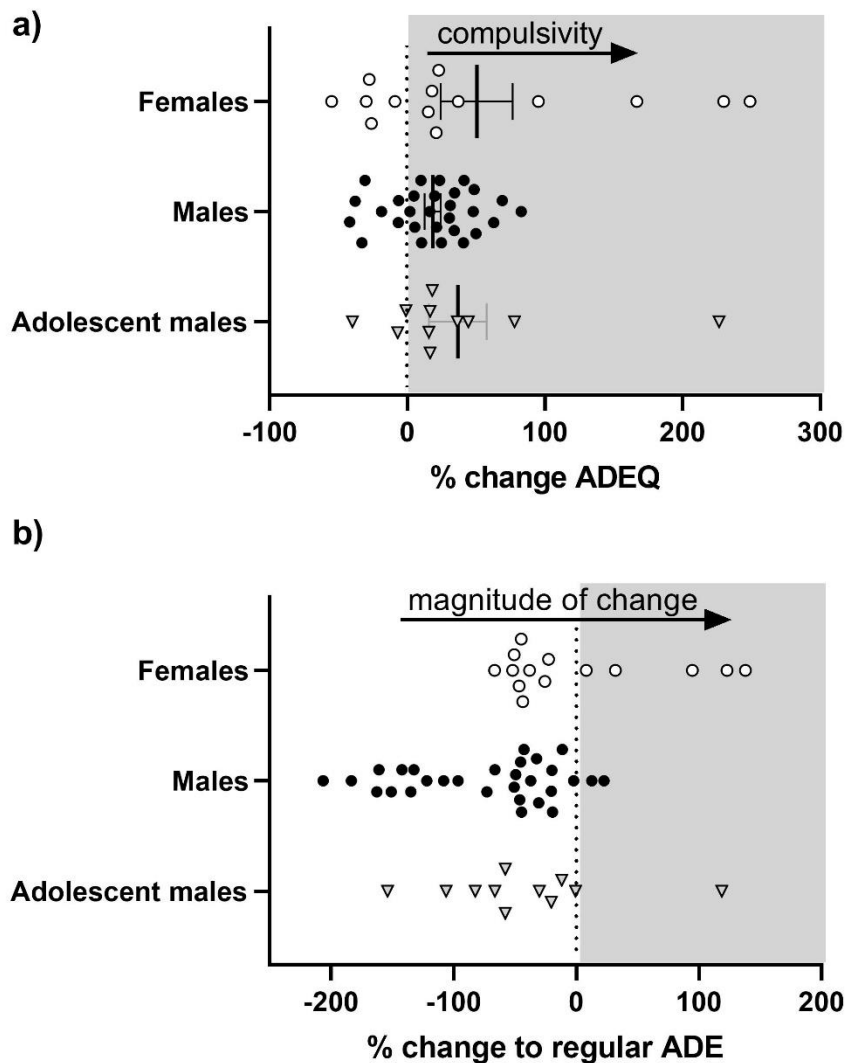 a)
compulsivity
Females
Males
Adolescent males
-100 0 100 200 300
% change ADEQ
b)
magnitude of change
Females
Males
Adolescent males
-200 -100 0 100 200
% change to regular ADE